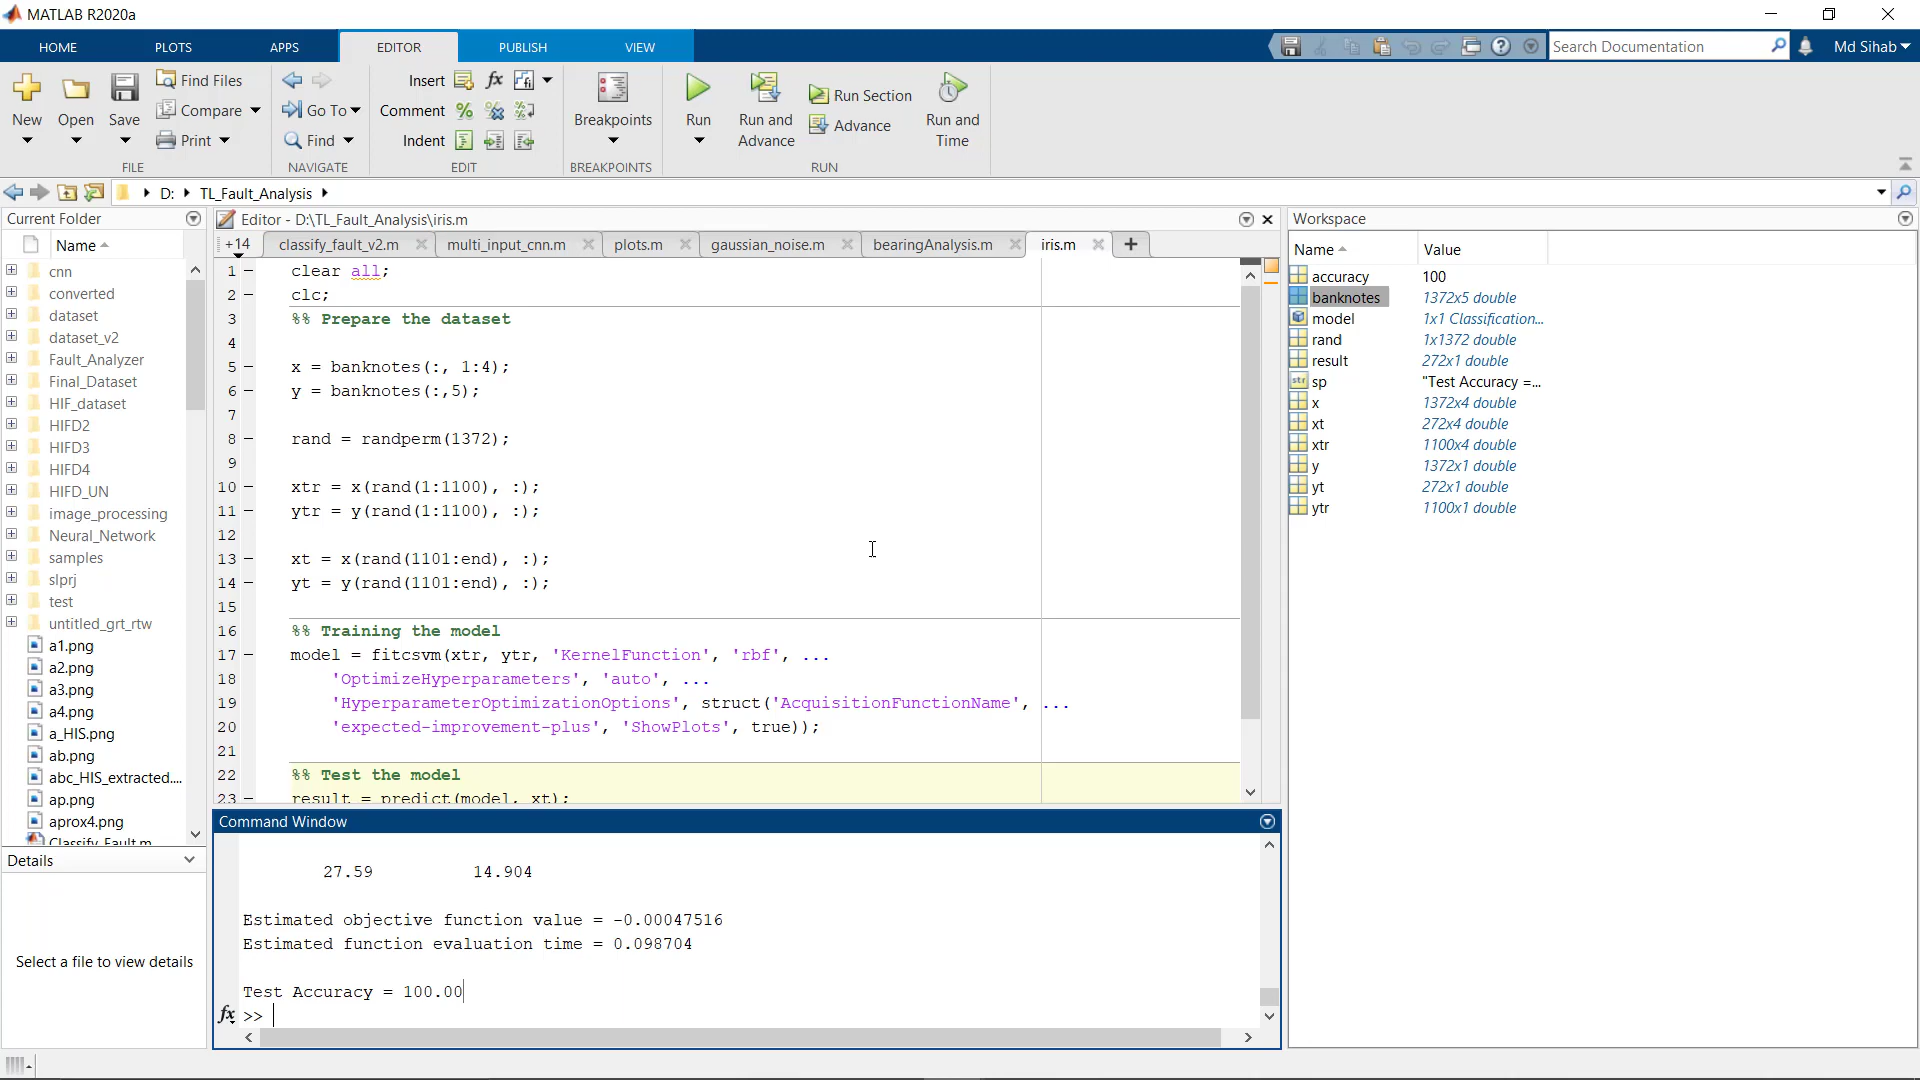 MATLAB R2020a
HOME PLOTS APPS EDITOR PUBLISH VIEW
Search Documentation
Md Sihab
New
Open
Save
Find Files
Compare
Print
FILE
Go To
Find
NAVIGATE
Insert fx
Comment
Indent
EDIT
Breakpoints
BREAKPOINTS
Run
Run and
Advance
Run Section
Advance
Run and
Time
RUN
D: TL_Fault_Analysis
Current Folder
Name
cnn
converted
dataset
dataset_v2
Fault_Analyzer
Final_Dataset
HIF_dataset
HIFD2
HIFD3
HIFD4
HIFD_UN
image_processing
Neural_Network
samples
slprj
test
untitled_grt_rtw
a1.png
a2.png
a3.png
a4.png
a_HIS.png
ab.png
abc_HIS_extracted....
ap.png
aprox4.png
Classify_Fault.m
Details
Select a file to view details
Editor - D:\TL_Fault_Analysis\iris.m
+14 classify_fault_v2.m multi_input_cnn.m plots.m gaussian_noise.m bearingAnalysis.m iris.m
1 – clear all;
2 – clc;
3 %% Prepare the dataset
4
5 – x = banknotes(:, 1:4);
6 – y = banknotes(:,5);
7
8 – rand = randperm(1372);
9
10 – xtr = x(rand(1:1100), :);
11 – ytr = y(rand(1:1100), :);
12
13 – xt = x(rand(1101:end), :);
14 – yt = y(rand(1101:end), :);
15
16 %% Training the model
17 – model = fitcsvm(xtr, ytr, 'KernelFunction', 'rbf', ...
18 'OptimizeHyperparameters', 'auto', ...
19 'HyperparameterOptimizationOptions', struct('AcquisitionFunctionName', ...
20 'expected-improvement-plus', 'ShowPlots', true));
21
22 %% Test the model
23 – result = predict(model, xt);
Command Window
27.59 14.904
Estimated objective function value = -0.00047516
Estimated function evaluation time = 0.098704
Test Accuracy = 100.00
fx >>
Workspace
Name Value
accuracy 100
banknotes 1372x5 double
model 1x1 Classification...
rand 1x1372 double
result 272x1 double
str sp "Test Accuracy =...
x 1372x4 double
xt 272x4 double
xtr 1100x4 double
y 1372x1 double
yt 272x1 double
ytr 1100x1 double